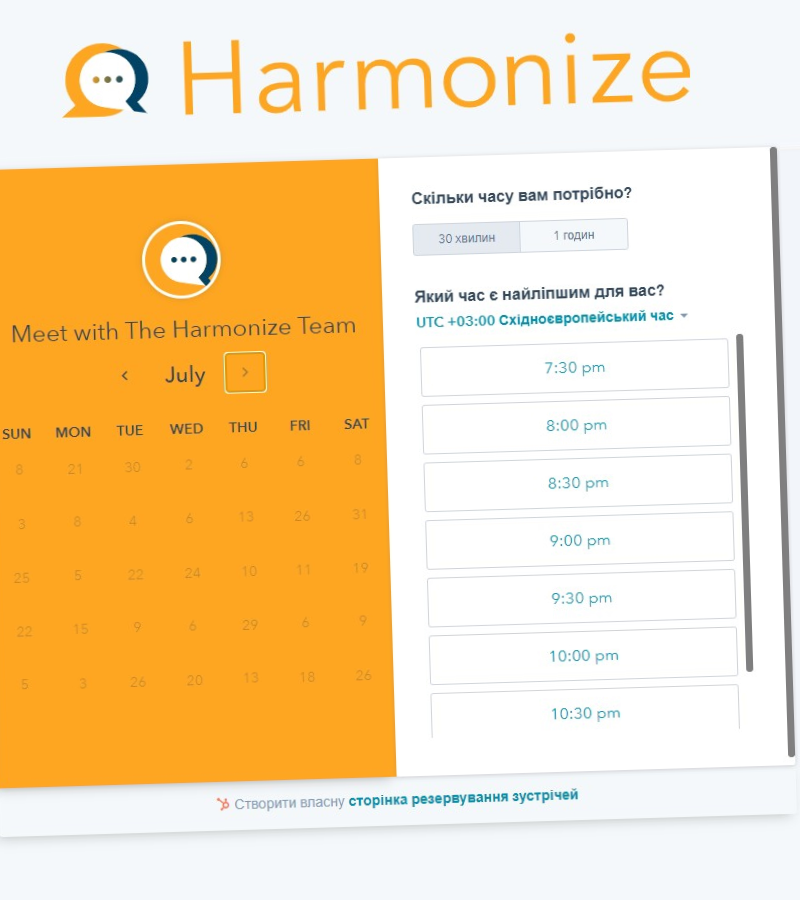 Harmonize
Meet with The Harmonize Team
July
SUN MON TUE WED THU FRI SAT
8 21 30 2 6 6 8
3 8 4 6 13 26 31
25 5 22 24 10 11 19
22 15 9 6 29 6 9
5 3 26 20 13 18 26
Скільки часу вам потрібно?
30 хвилин 1 годин
Який час є найліпшим для вас?
UTC +03:00 Східноєвропейський час
7:30 pm
8:00 pm
8:30 pm
9:00 pm
9:30 pm
10:00 pm
10:30 pm
Створити власну сторінка резервування зустрічей